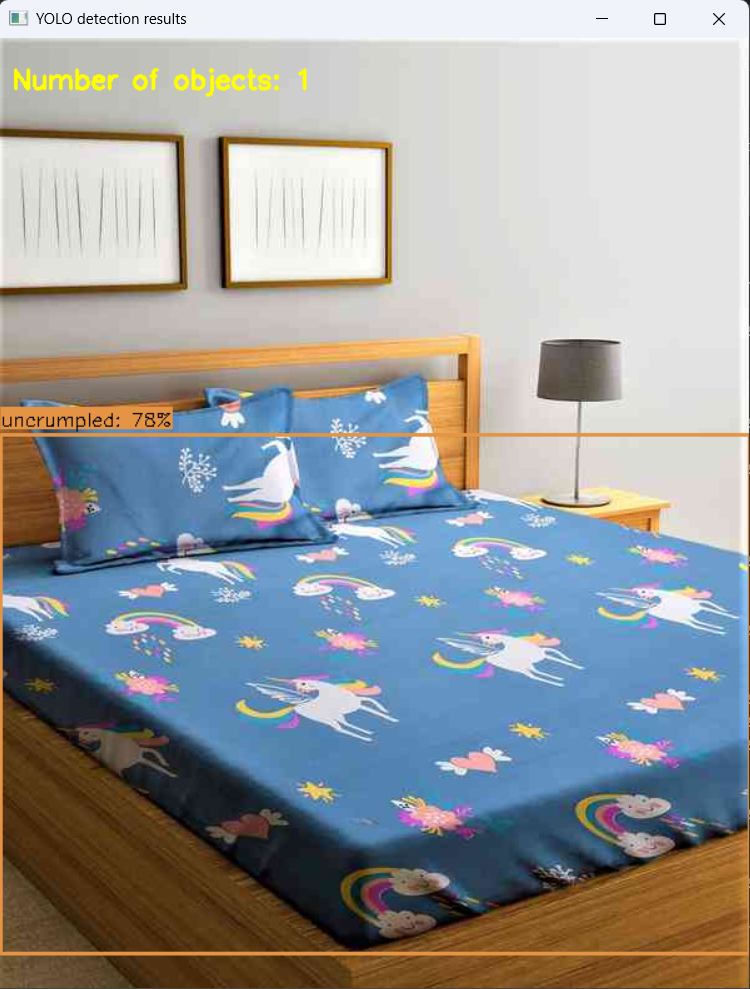 YOLO detection results
Number of objects: 1
uncrumpled: 78%